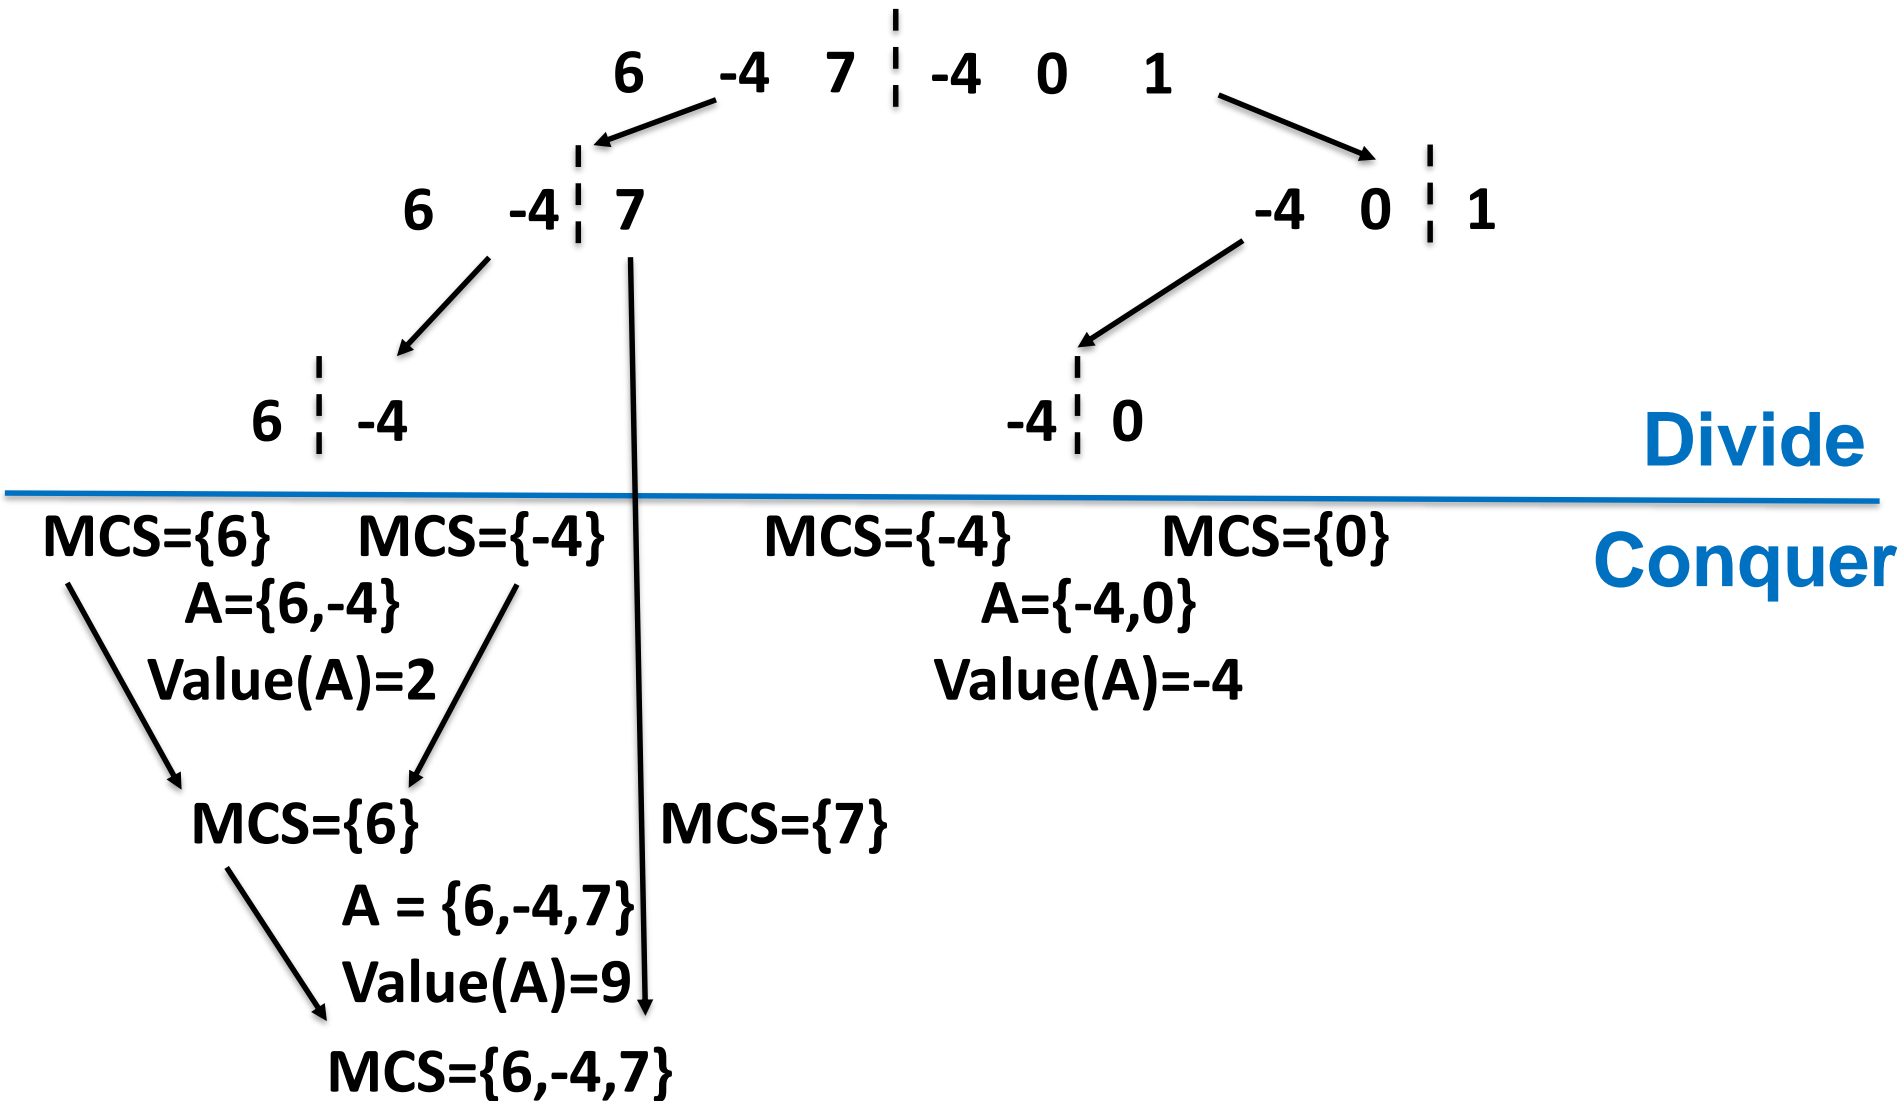 6 -4 7 -4 0 1
6 -4 7 -4 0 1
6 -4 -4 0
Divide
Conquer
MCS={6} MCS={-4} MCS={-4} MCS={0}
A={6,-4} A={-4,0}
Value(A)=2 Value(A)=-4
MCS={6} MCS={7}
A = {6,-4,7}
Value(A)=9
MCS={6,-4,7}